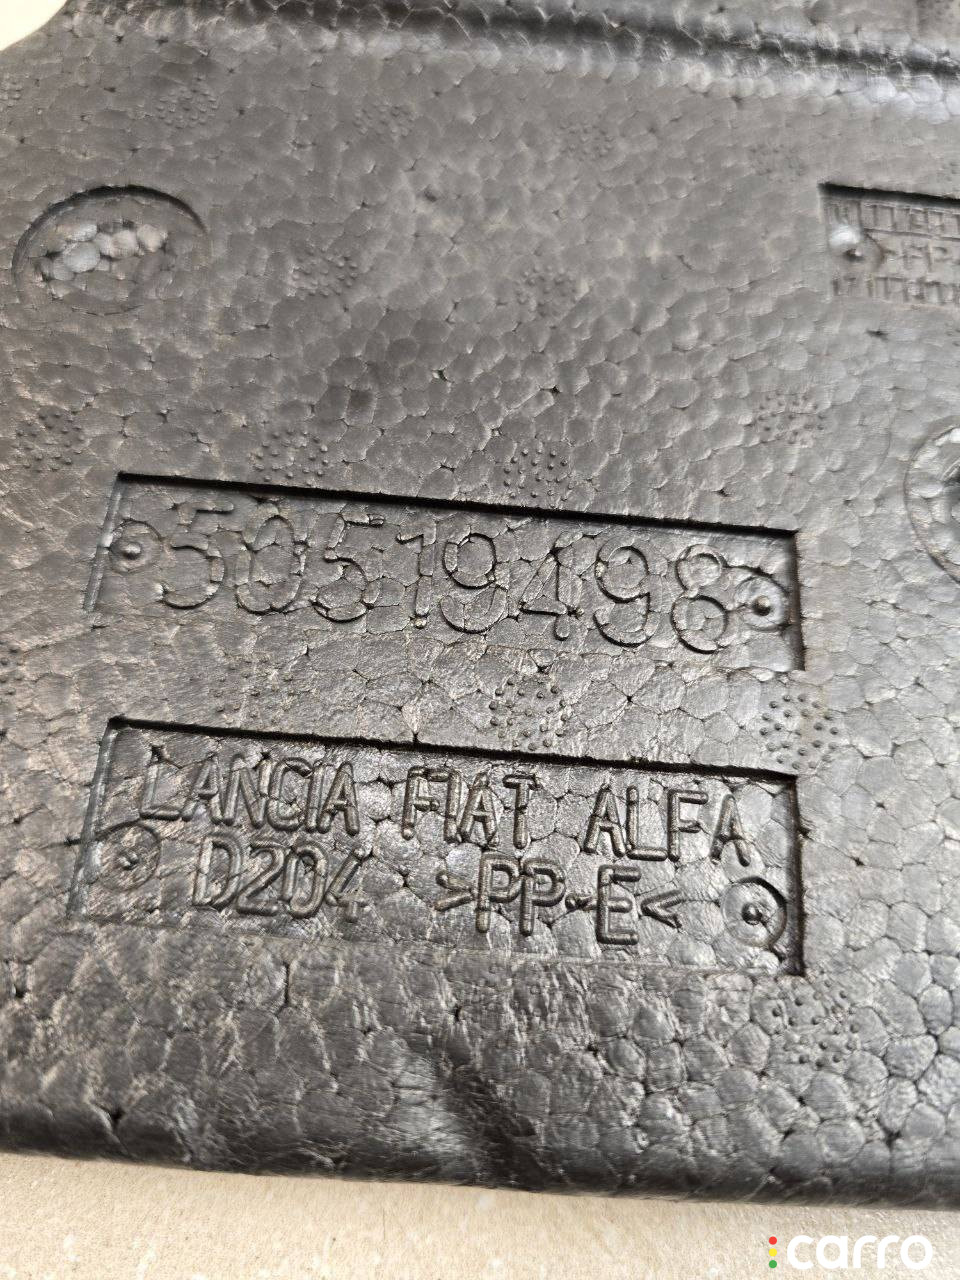 50519498
LANCIA FIAT ALFA
D204 >PP-E<
carro